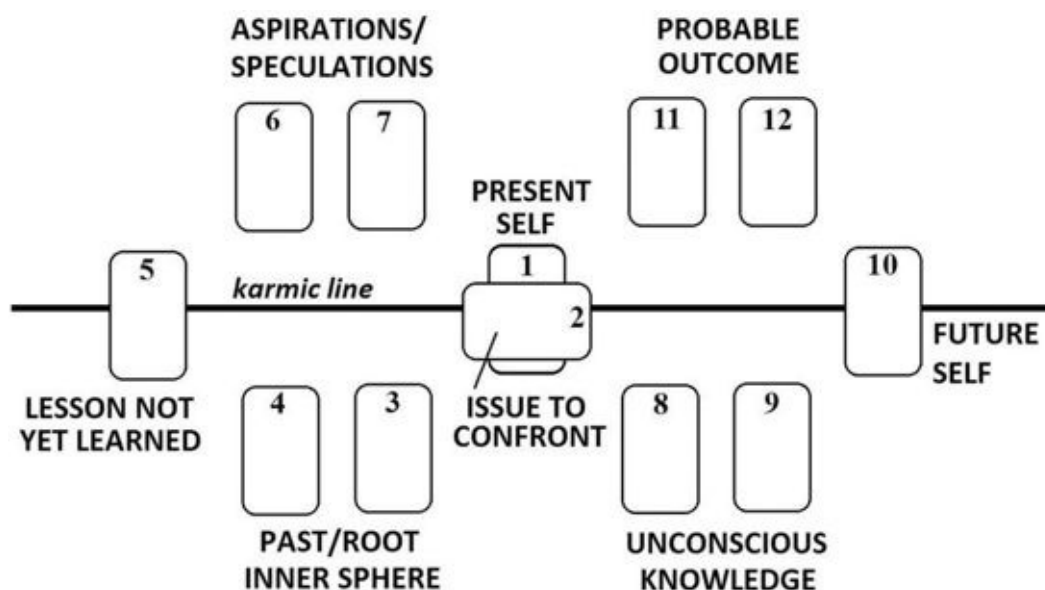 ASPIRATIONS/
SPECULATIONS
PROBABLE
OUTCOME
6
7
11
12
PRESENT
SELF
5
1
10
karmic line
2
FUTURE
SELF
LESSON NOT
YET LEARNED
4
3
ISSUE TO
CONFRONT
8
9
PAST/ROOT
INNER SPHERE
UNCONSCIOUS
KNOWLEDGE